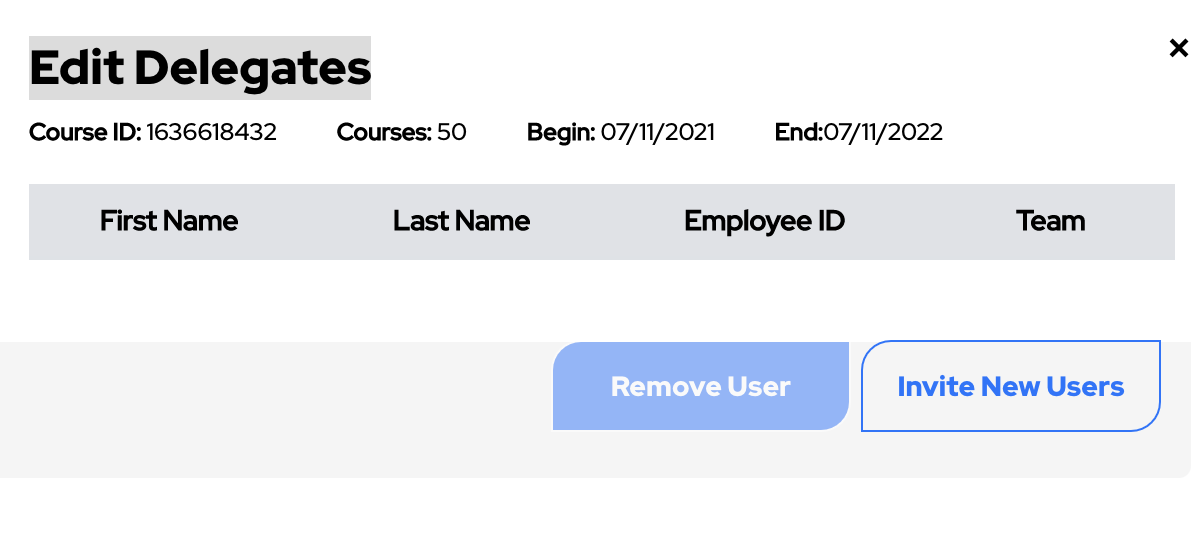 Edit Delegates
Course ID: 1636618432 Courses: 50 Begin: 07/11/2021 End:07/11/2022
First Name Last Name Employee ID Team
Remove User Invite New Users